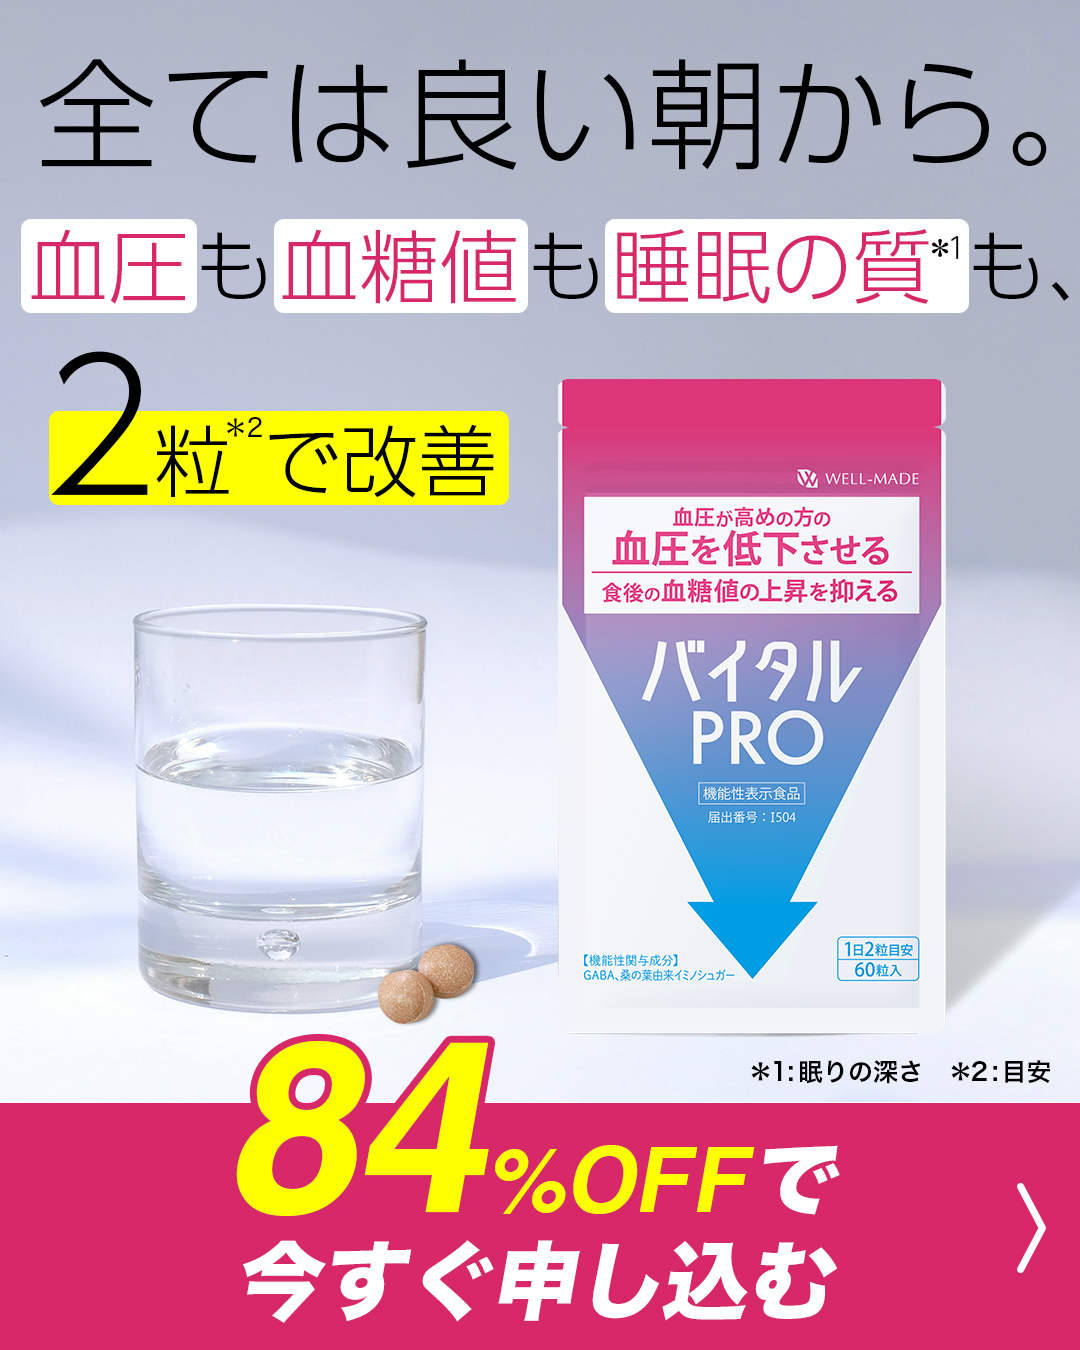 全ては良い朝から。
血圧も血糖値も睡眠の質*1も、
2粒*2で改善
WELL-MADE
血圧が高めの方の
血圧を低下させる
食後の血糖値の上昇を抑える
バイタル
PRO
機能性表示食品
届出番号：I504
【機能性関与成分】
GABA、桑の葉由来イミノシュガー
1日2粒目安
60粒入
*1:眠りの深さ *2:目安
84%OFFで
今すぐ申し込む